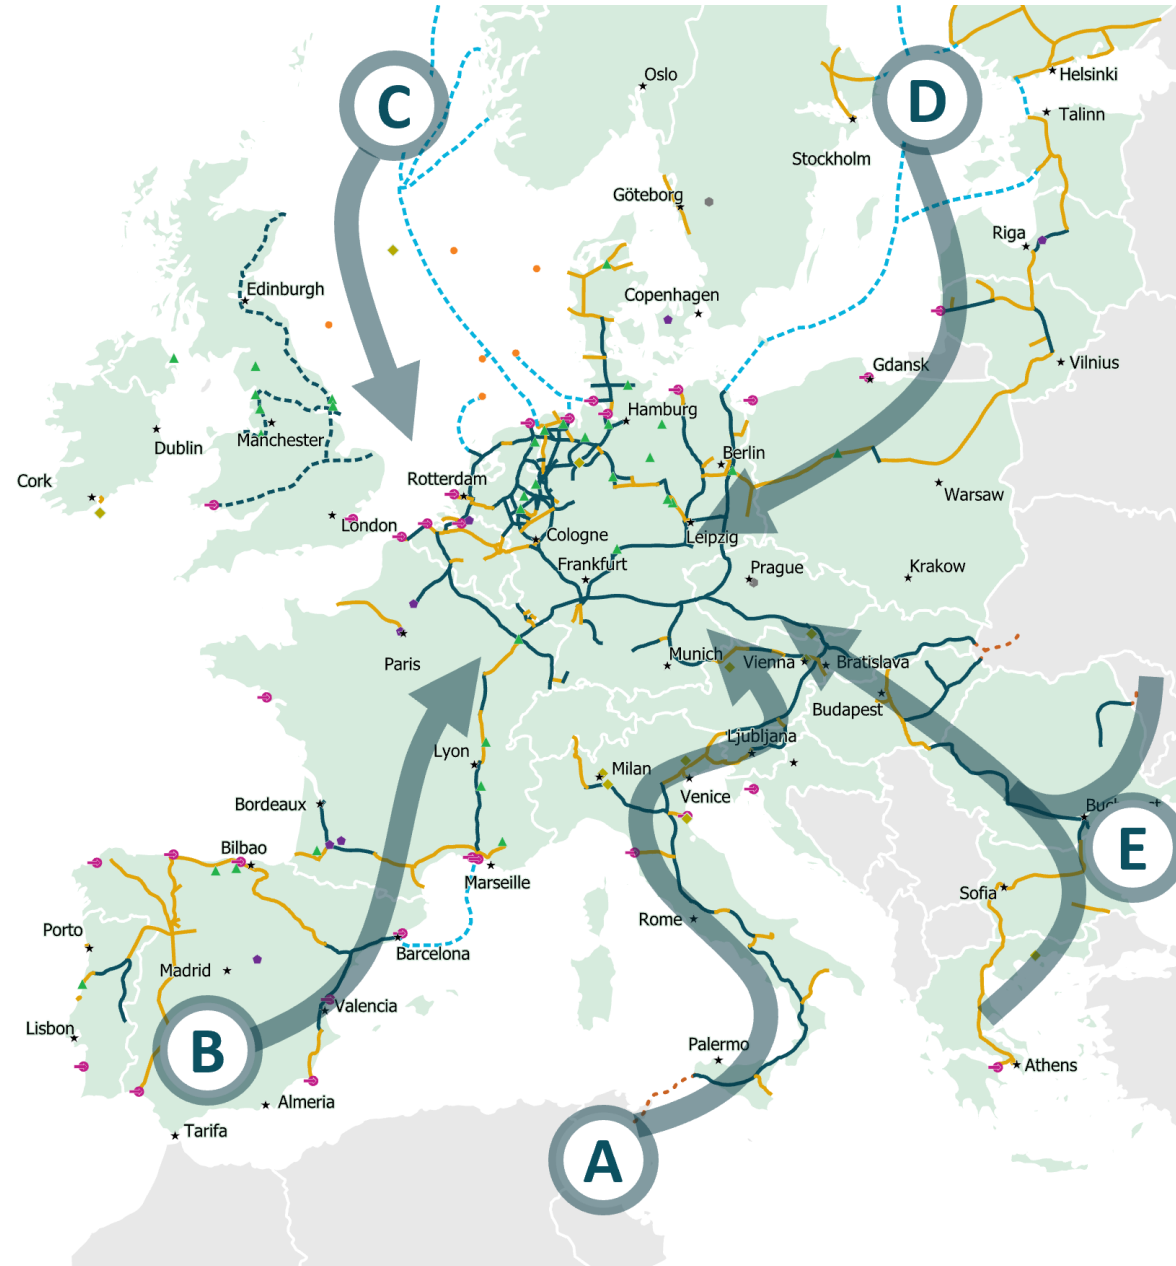 C
D
Oslo
Helsinki
Talinn
Stockholm
Göteborg
Riga
Edinburgh
Copenhagen
Vilnius
Gdansk
Hamburg
Manchester
Dublin
Berlin
Cork
Rotterdam
Warsaw
London
Cologne
Leipzig
Frankfurt
Prague
Krakow
Paris
Munich
Vienna
Bratislava
Budapest
Ljubljana
Lyon
Milan
Venice
Bordeaux
E
Bilbao
Marseille
Sofia
Rome
Porto
Barcelona
Madrid
Valencia
Lisbon
B
Palermo
Athens
Almeria
Tarifa
A